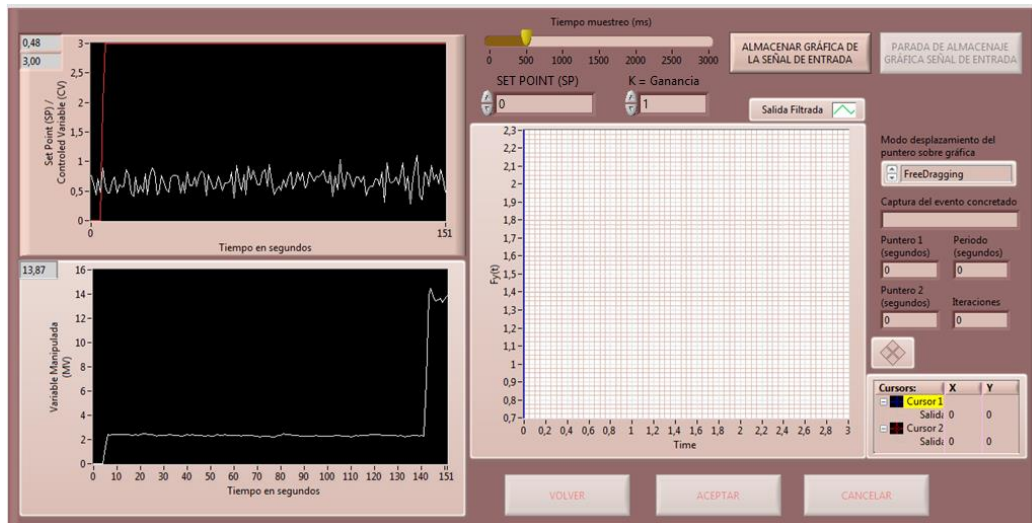 0,48
3,00
3
2,5
2
1,5
1
0,5
0
Set Point (SP) /
Controled Variable (CV)
0
151
Tiempo en segundos
13,87
16
14
12
10
8
6
4
2
0
Variable Manipulada
(MV)
0 10 20 30 40 50 60 70 80 90 100 110 120 130 140 151
Tiempo en segundos
Tiempo muestreo (ms)
0 500 1000 1500 2000 2500 3000
SET POINT (SP)
0
K = Ganancia
1
ALMACENAR GRÁFICA DE
LA SEÑAL DE ENTRADA
PARADA DE ALMACENAJE
GRÁFICA SEÑAL DE ENTRADA
Salida Filtrada
2,3
2,2
2,1
2
1,9
1,8
1,7
1,6
1,5
1,4
1,3
1,2
1,1
1
0,9
0,8
0,7
Fy(t)
0 0,2 0,4 0,6 0,8 1 1,2 1,4 1,6 1,8 2 2,2 2,4 2,6 2,8 3
Time
Modo desplazamiento del
puntero sobre gráfica
FreeDragging
Captura del evento concretado
Puntero 1
(segundos)
0
Periodo
(segundos)
0
Puntero 2
(segundos)
0
Iteraciones
0
Cursors: X Y
Cursor 1
Salida 0 0
Cursor 2
Salida 0 0
VOLVER
ACEPTAR
CANCELAR